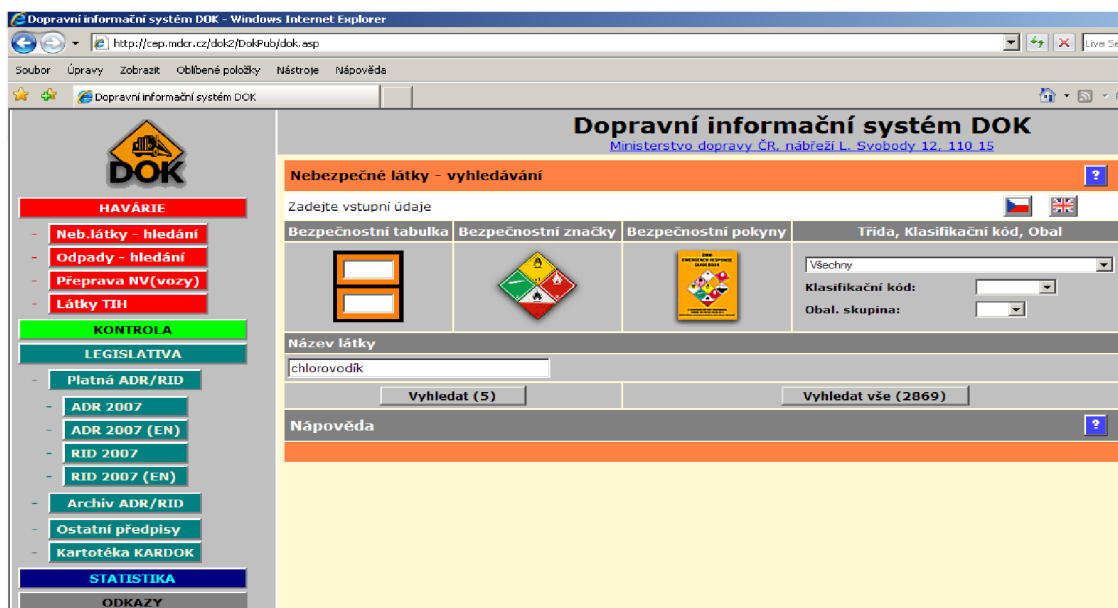 Dopravní informační systém DOK - Windows Internet Explorer
http://cep.mdcr.cz/dok2/DokPub/dok.asp
Live Se
Soubor Úpravy Zobrazit Oblíbené položky Nástroje Nápověda
Dopravní informační systém DOK
DOK
HAVÁRIE
- Neb.látky - hledání
- Odpady - hledání
- Přeprava NV(vozy)
- Látky TIH
KONTROLA
LEGISLATIVA
- Platná ADR/RID
- ADR 2007
- ADR 2007 (EN)
- RID 2007
- RID 2007 (EN)
- Archiv ADR/RID
- Ostatní předpisy
- Kartotéka KARDOK
STATISTIKA
ODKAZY
Dopravní informační systém DOK
Ministerstvo dopravy ČR, nábřeží L. Svobody 12, 110 15
Nebezpečné látky - vyhledávání ?
Zadejte vstupní údaje
Bezpečnostní tabulka Bezpečnostní značky Bezpečnostní pokyny Třída, Klasifikační kód, Obal
EMERGENCY RESPONSE
GUIDEBOOK
Všechny
Klasifikační kód:
Obal. skupina:
Název látky
chlorovodík
Vyhledat (5) Vyhledat vše (2869)
Nápověda ?